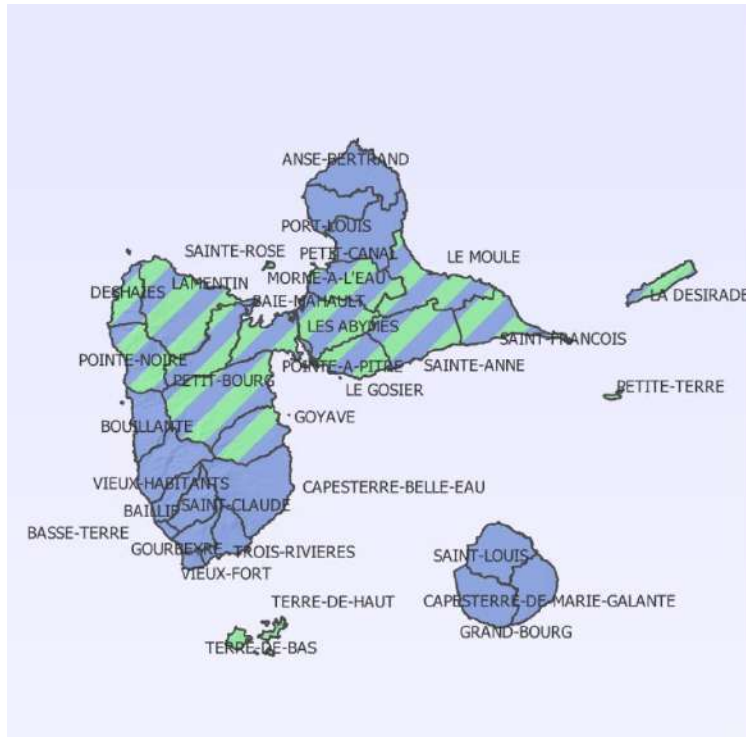 ANSE-BERTRAND
PORT-LOUIS
SAINTE-ROSE
PETIT-CANAL
LE MOULE
LAMENTIN
MORNE-A-L'EAU
DESHAIES
BAIE-MAHAULT
LA DESIRADE
LES ABYMES
SAINT-FRANCOIS
POINTE-NOIRE
POINTE-A-PITRE
SAINTE-ANNE
PETIT-BOURG
LE GOSIER
PETITE-TERRE
GOYAVE
BOUILLANTE
VIEUX-HABITANTS
CAPESTERRE-BELLE-EAU
SAINT-CLAUDE
BAILLIF
BASSE-TERRE
GOURBEYRE
TROIS-RIVIERES
SAINT-LOUIS
VIEUX-FORT
TERRE-DE-HAUT
CAPESTERRE-DE-MARIE-GALANTE
GRAND-BOURG
TERRE-DE-BAS